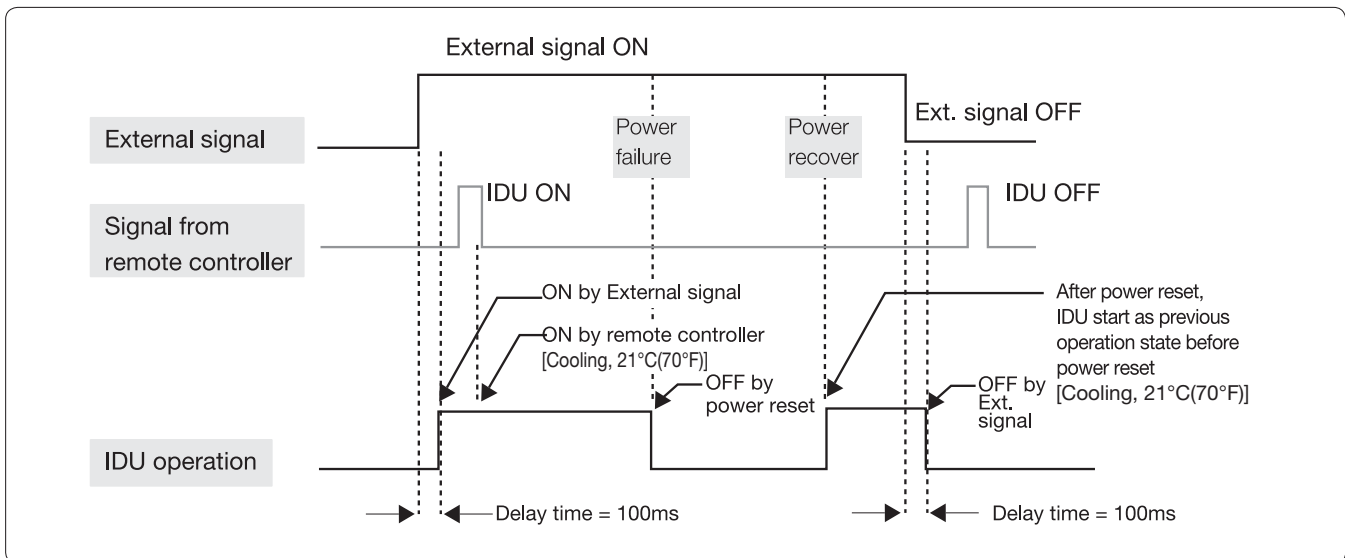 External signal ON
External signal
Power
failure
Power
recover
Ext. signal OFF
Signal from
remote controller
IDU ON
IDU OFF
ON by External signal
ON by remote controller
[Cooling, 21°C(70°F)]
OFF by
power reset
After power reset,
IDU start as previous
operation state before
power reset
[Cooling, 21°C(70°F)]
OFF by
Ext.
signal
IDU operation
Delay time = 100ms
Delay time = 100ms